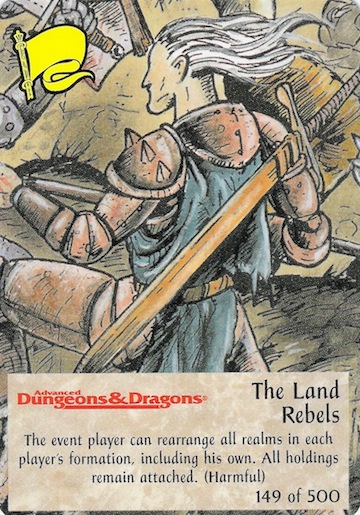 Advanced
Dungeons&Dragons®
The Land
Rebels
The event player can rearrange all realms in each
player's formation, including his own. All holdings
remain attached. (Harmful)
149 of 500